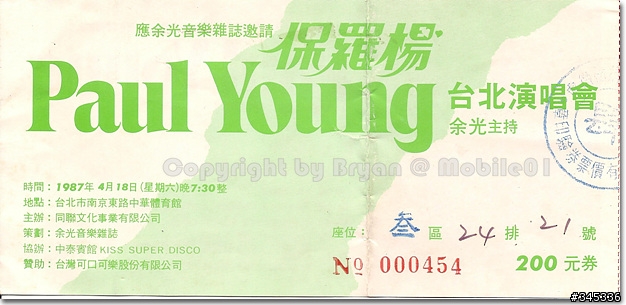 應余光音樂雜誌邀請
保羅楊
Paul Young
台北演唱會
余光主持
Copyright by Bryan @ Mobile01
時間：1987年4月18日(星期六)晚7:30整
地點：台北市南京東路中華體育館
主辦：同聯文化事業有限公司
策劃：余光音樂雜誌
協辦：中泰賓館 KISS SUPER DISCO
贊助：台灣可口可樂股份有限公司
座位：叁區 24 排 21 號
No 000454
200元券
#345336